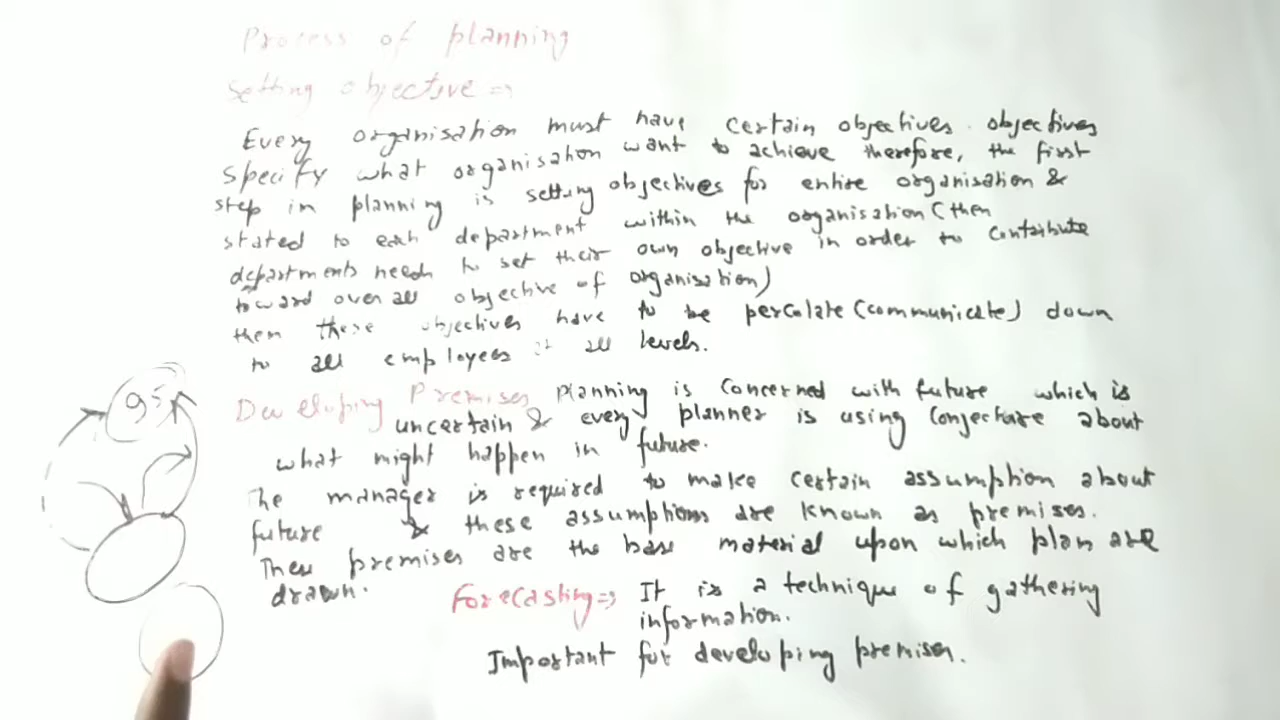 Process of planning
Setting objective ⇒
Every organisation must have certain objectives. objectives
specify what organisation want to achieve therefore, the first
step in planning is setting objectives for entire organisation &
stated to each department within the organisation (then
departments need to set their own objective in order to contribute
toward over all objective of organisation)
then these objectives have to be percolate (communicate) down
to all employees at all levels.
Developing Premises planning is concerned with future which is
uncertain & every planner is using conjecture about
what might happen in future.
The manager is required to make certain assumption about
future & these assumptions are known as premises.
These premises are the base material upon which plan are
drawn.
Forecasting ⇒ It is a technique of gathering
information.
Important for developing premises.